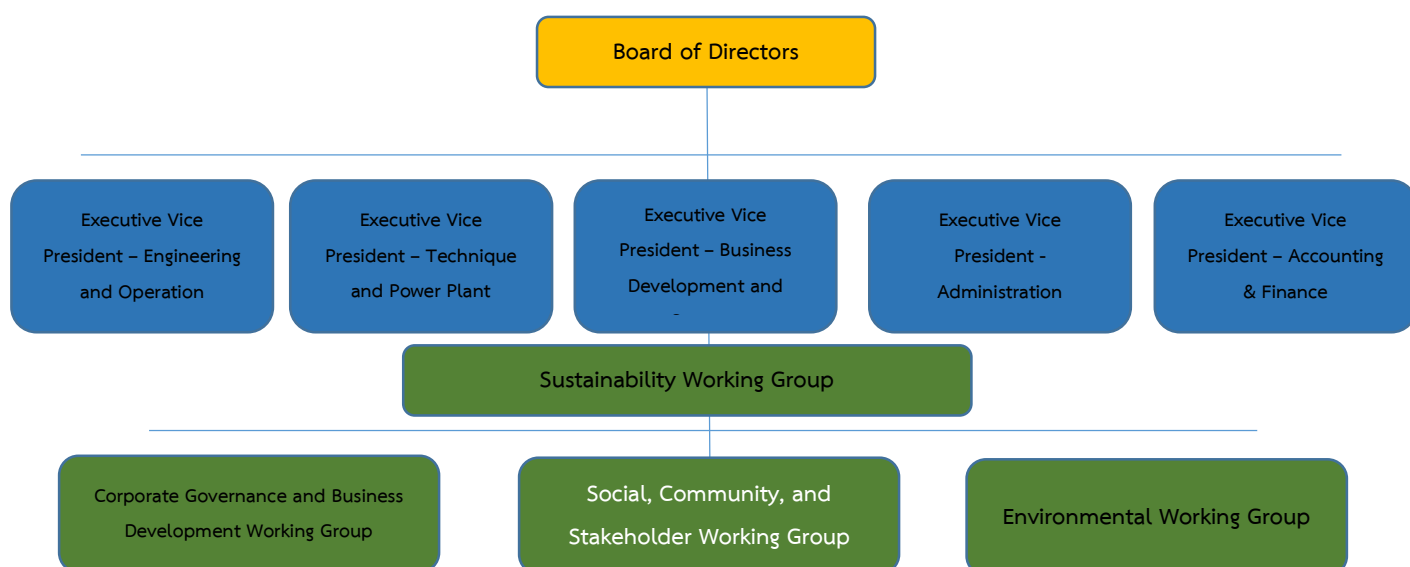 Board of Directors
Executive Vice
President – Engineering
and Operation
Executive Vice
President – Technique
and Power Plant
Executive Vice
President – Business
Development and
Executive Vice
President -
Administration
Executive Vice
President – Accounting
& Finance
Sustainability Working Group
Corporate Governance and Business
Development Working Group
Social, Community, and
Stakeholder Working Group
Environmental Working Group